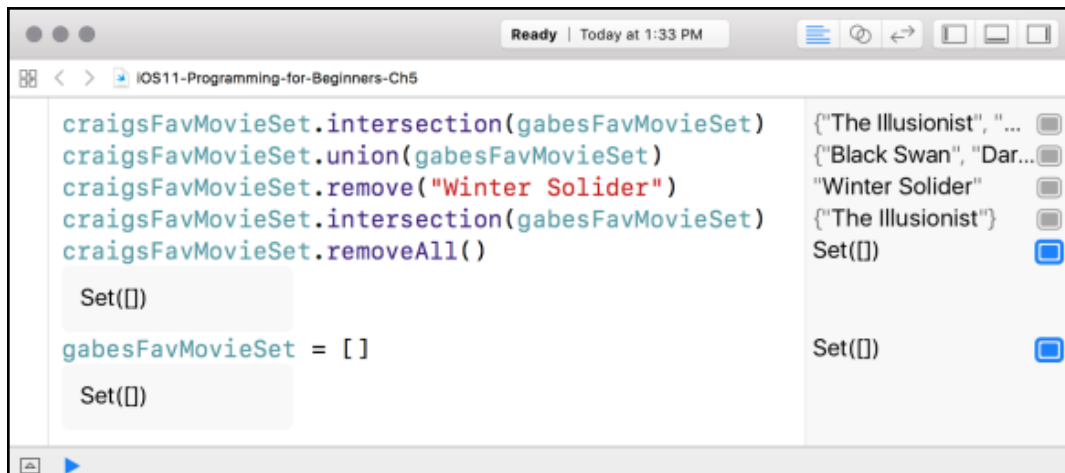 Ready | Today at 1:33 PM
iOS11-Programming-for-Beginners-Ch5
craigsFavMovieSet.intersection(gabesFavMovieSet) {"The Illusionist", "...
craigsFavMovieSet.union(gabesFavMovieSet) {"Black Swan", "Dar...
craigsFavMovieSet.remove("Winter Solider") "Winter Solider"
craigsFavMovieSet.intersection(gabesFavMovieSet) {"The Illusionist"}
craigsFavMovieSet.removeAll() Set([])
Set([])
gabesFavMovieSet = [] Set([])
Set([])